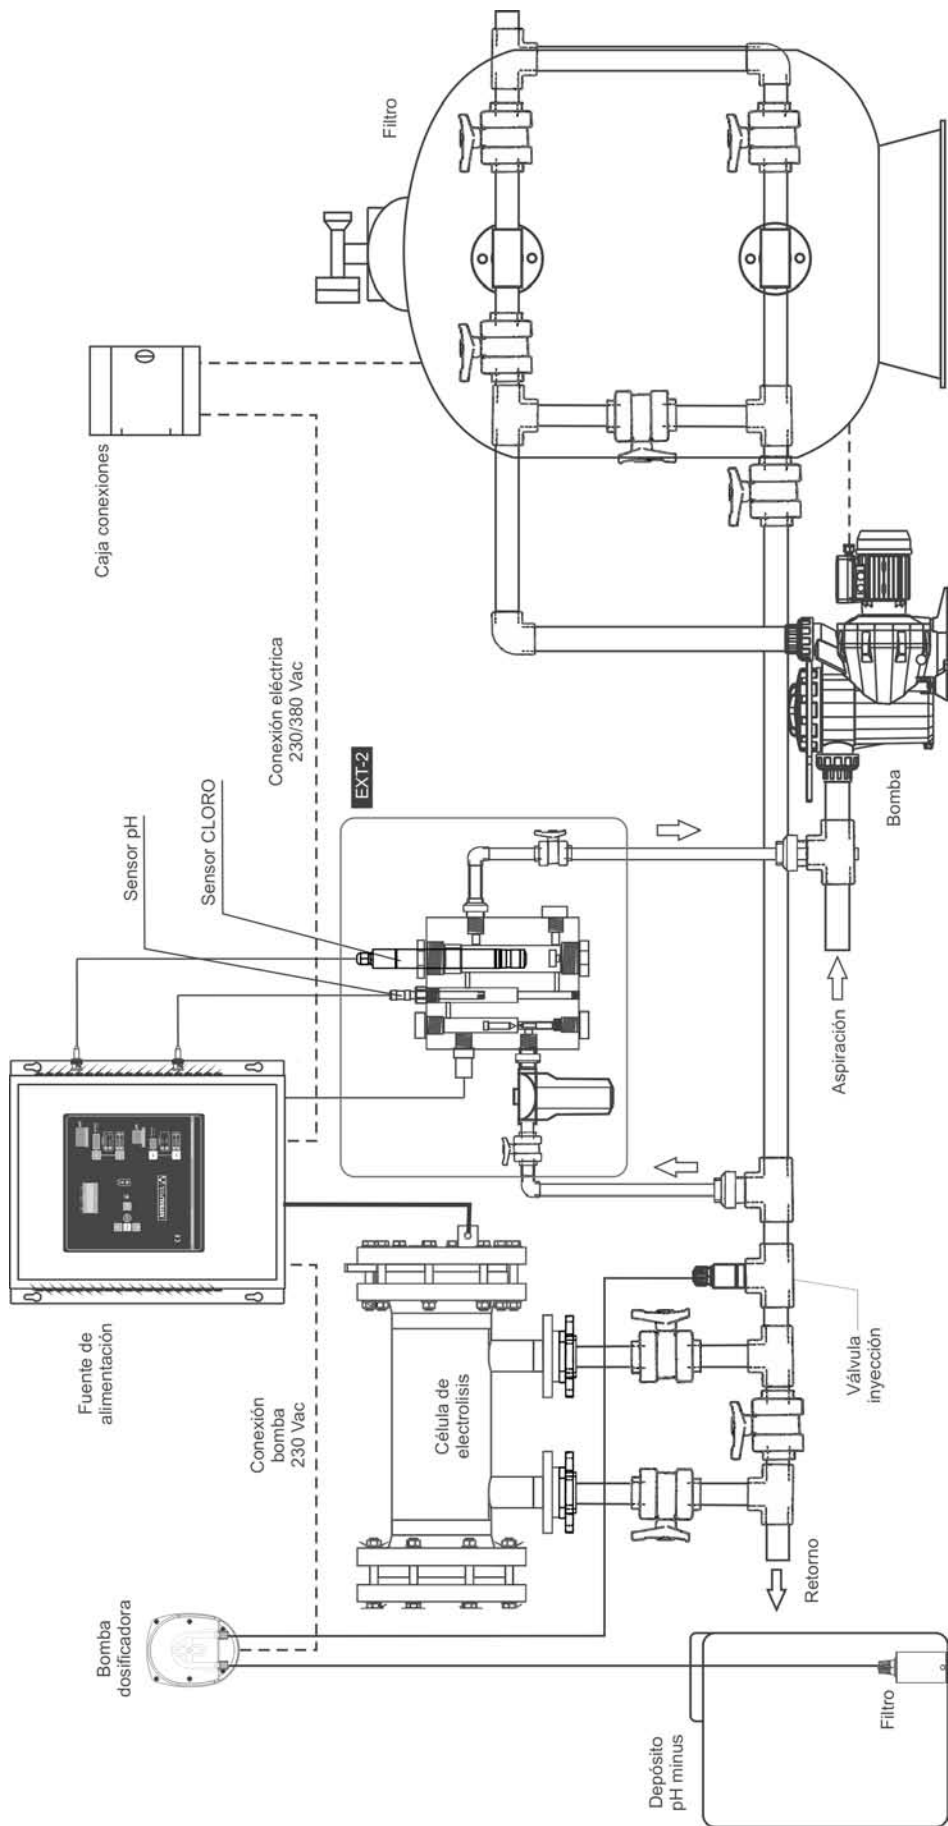 Filtro
Caja conexiones
Conexión eléctrica
230/380 Vac
Sensor pH
Sensor CLORO
EXT-2
Bomba
Aspiración
Fuente de
alimentación
Conexión
bomba
230 Vac
Célula de
electrolisis
Válvula
inyección
Retorno
Bomba
dosificadora
Depósito
pH minus
Filtro